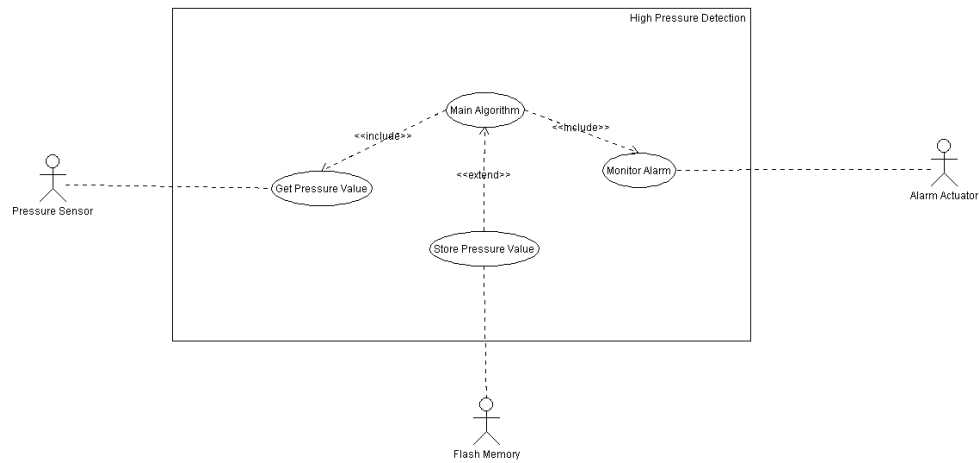 High Pressure Detection
Main Algorithm
<<include>>
<<include>>
<<extend>>
Get Pressure Value
Monitor Alarm
Pressure Sensor
Alarm Actuator
Store Pressure Value
Flash Memory